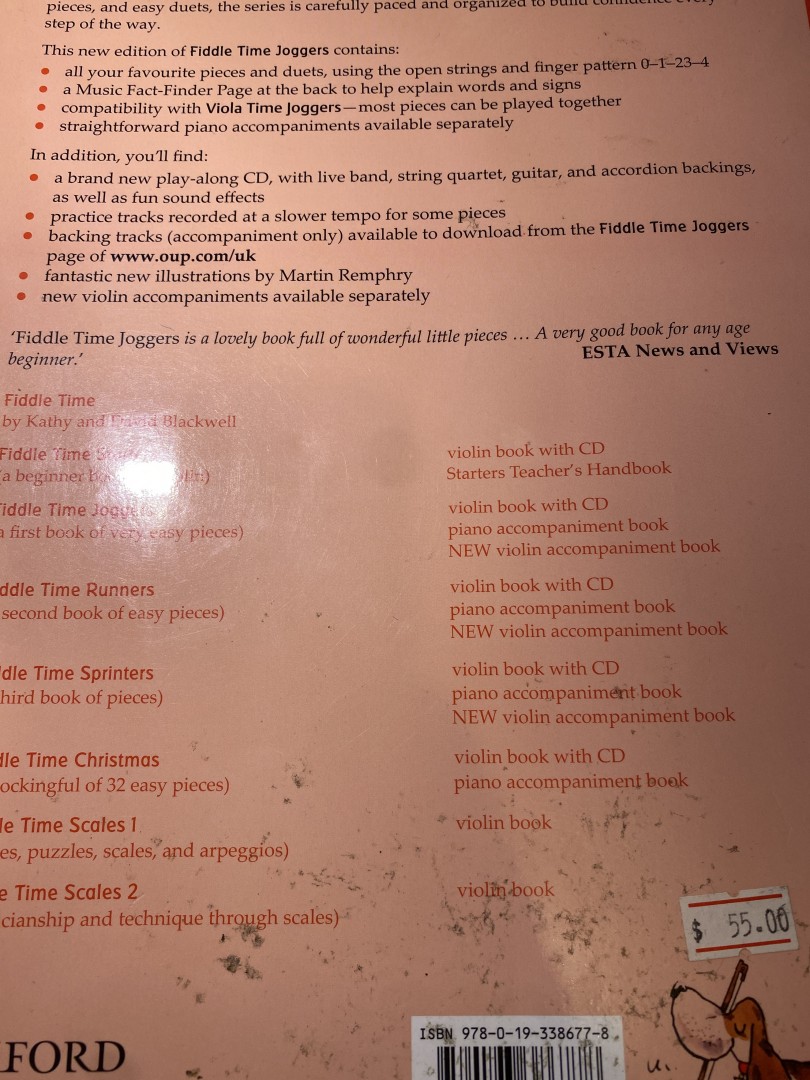 pieces, and easy duets, the series is carefully paced and organized to build confidence every
step of the way.
This new edition of Fiddle Time Joggers contains:
• all your favourite pieces and duets, using the open strings and finger pattern 0–1–23–4
• a Music Fact-Finder Page at the back to help explain words and signs
• compatibility with Viola Time Joggers—most pieces can be played together
• straightforward piano accompaniments available separately
In addition, you'll find:
• a brand new play-along CD, with live band, string quartet, guitar, and accordion backings,
as well as fun sound effects
• practice tracks recorded at a slower tempo for some pieces
• backing tracks (accompaniment only) available to download from the Fiddle Time Joggers
page of www.oup.com/uk
• fantastic new illustrations by Martin Remphry
• new violin accompaniments available separately
'Fiddle Time Joggers is a lovely book full of wonderful little pieces … A very good book for any age
beginner.'
ESTA News and Views
Fiddle Time
by Kathy and David Blackwell
Fiddle Time
violin book with CD
(a beginner
Starters Teacher's Handbook
iddle Time Joggers
violin book with CD
a first book of very easy pieces)
piano accompaniment book
NEW violin accompaniment book
ddle Time Runners
violin book with CD
second book of easy pieces)
piano accompaniment book
NEW violin accompaniment book
dle Time Sprinters
violin book with CD
hird book of pieces)
piano accompaniment book
NEW violin accompaniment book
dle Time Christmas
violin book with CD
ockingful of 32 easy pieces)
piano accompaniment book
le Time Scales 1
violin book
es, puzzles, scales, and arpeggios)
e Time Scales 2
violin book
cianship and technique through scales)
$ 55.00
ISBN 978-0-19-338677-8
FORD